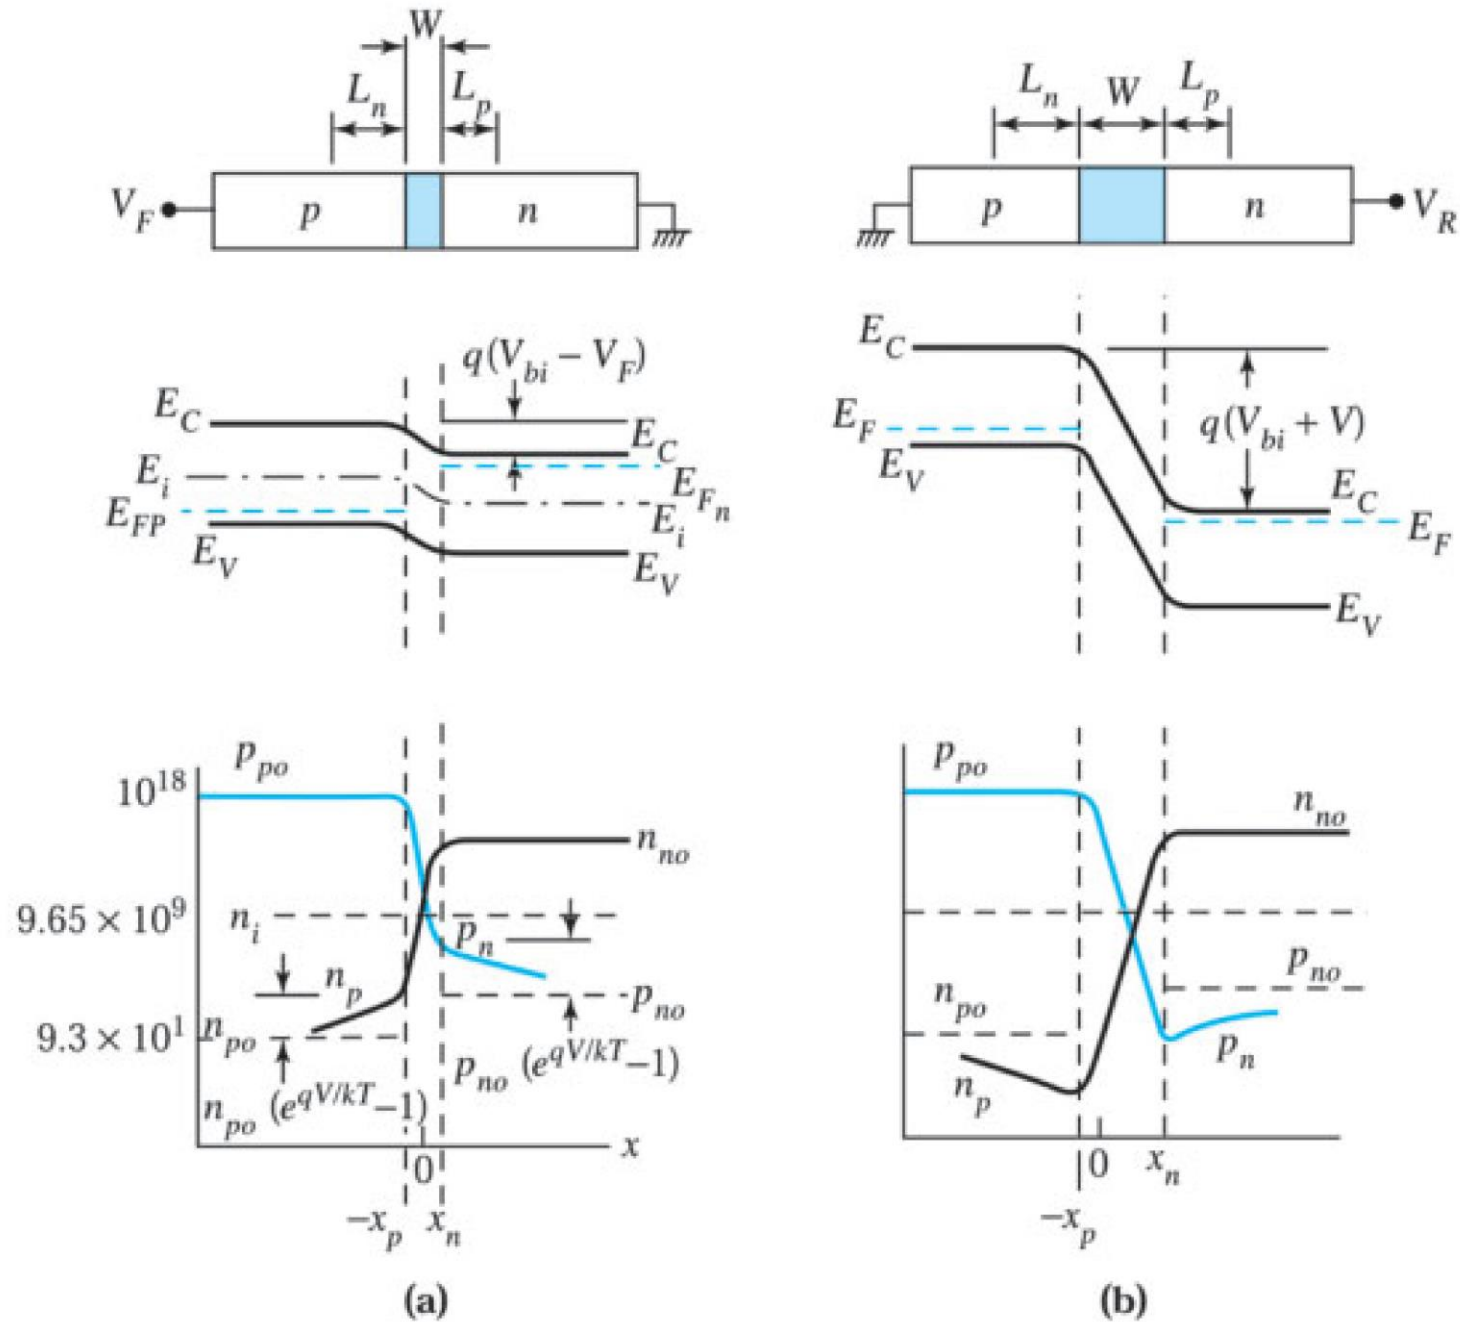 W
L_n
L_p
V_F
p
n
q(V_bi − V_F)
E_C
E_C
E_i
E_Fn
E_FP
E_i
E_V
E_V
p_po
10^18
n_no
9.65 × 10^9
n_i
p_n
n_p
p_no
9.3 × 10^1
n_po
p_no (e^qV/kT−1)
n_po (e^qV/kT−1)
x
0
−x_p
x_n
(a)
L_n
W
L_p
p
n
V_R
E_C
E_F
q(V_bi + V)
E_V
E_C
E_F
E_V
p_po
n_no
p_no
n_po
p_n
n_p
0
x_n
−x_p
(b)